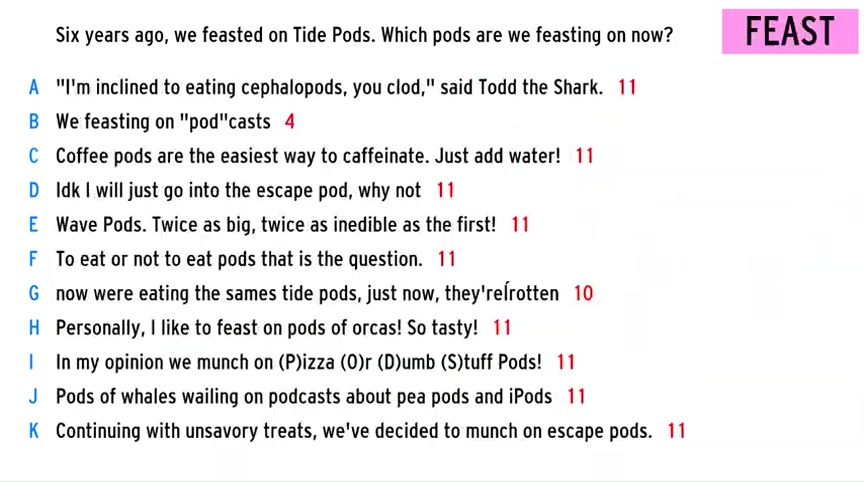 Six years ago, we feasted on Tide Pods. Which pods are we feasting on now?
FEAST
A "I'm inclined to eating cephalopods, you clod," said Todd the Shark. 11
B We feasting on "pod"casts 4
C Coffee pods are the easiest way to caffeinate. Just add water! 11
D Idk I will just go into the escape pod, why not 11
E Wave Pods. Twice as big, twice as inedible as the first! 11
F To eat or not to eat pods that is the question. 11
G now were eating the sames tide pods, just now, they'reÍrotten 10
H Personally, I like to feast on pods of orcas! So tasty! 11
I In my opinion we munch on (P)izza (O)r (D)umb (S)tuff Pods! 11
J Pods of whales wailing on podcasts about pea pods and iPods 11
K Continuing with unsavory treats, we've decided to munch on escape pods. 11